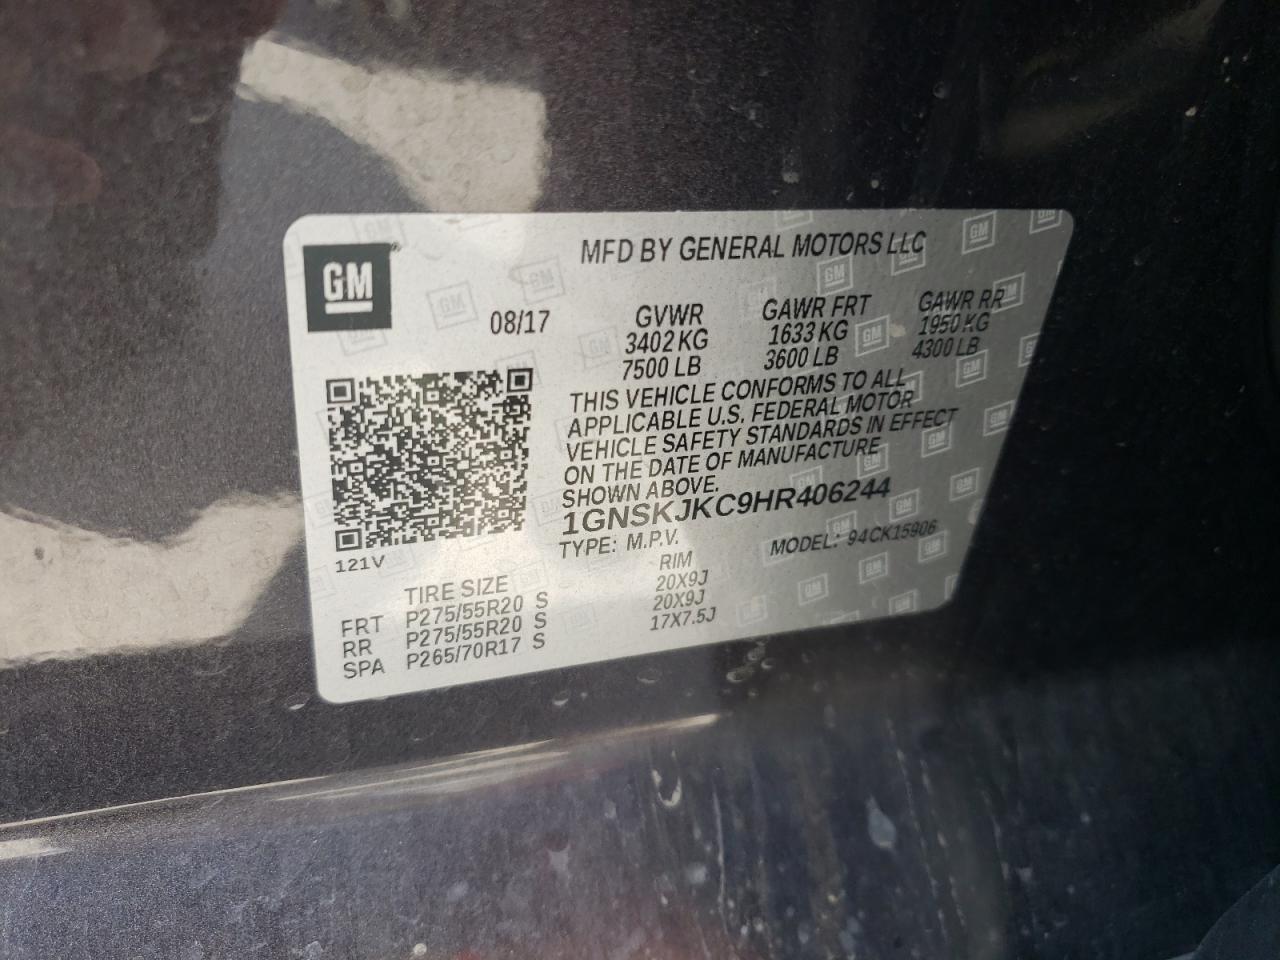 GM
MFD BY GENERAL MOTORS LLC
08/17
GVWR GAWR FRT GAWR RR
3402 KG 1633 KG 1950 KG
7500 LB 3600 LB 4300 LB
THIS VEHICLE CONFORMS TO ALL
APPLICABLE U.S. FEDERAL MOTOR
VEHICLE SAFETY STANDARDS IN EFFECT
ON THE DATE OF MANUFACTURE
SHOWN ABOVE.
1GNSKJKC9HR406244
TYPE: M.P.V. MODEL: 94CK15906
121V
TIRE SIZE RIM
FRT P275/55R20 S 20X9J
RR P275/55R20 S 20X9J
SPA P265/70R17 S 17X7.5J